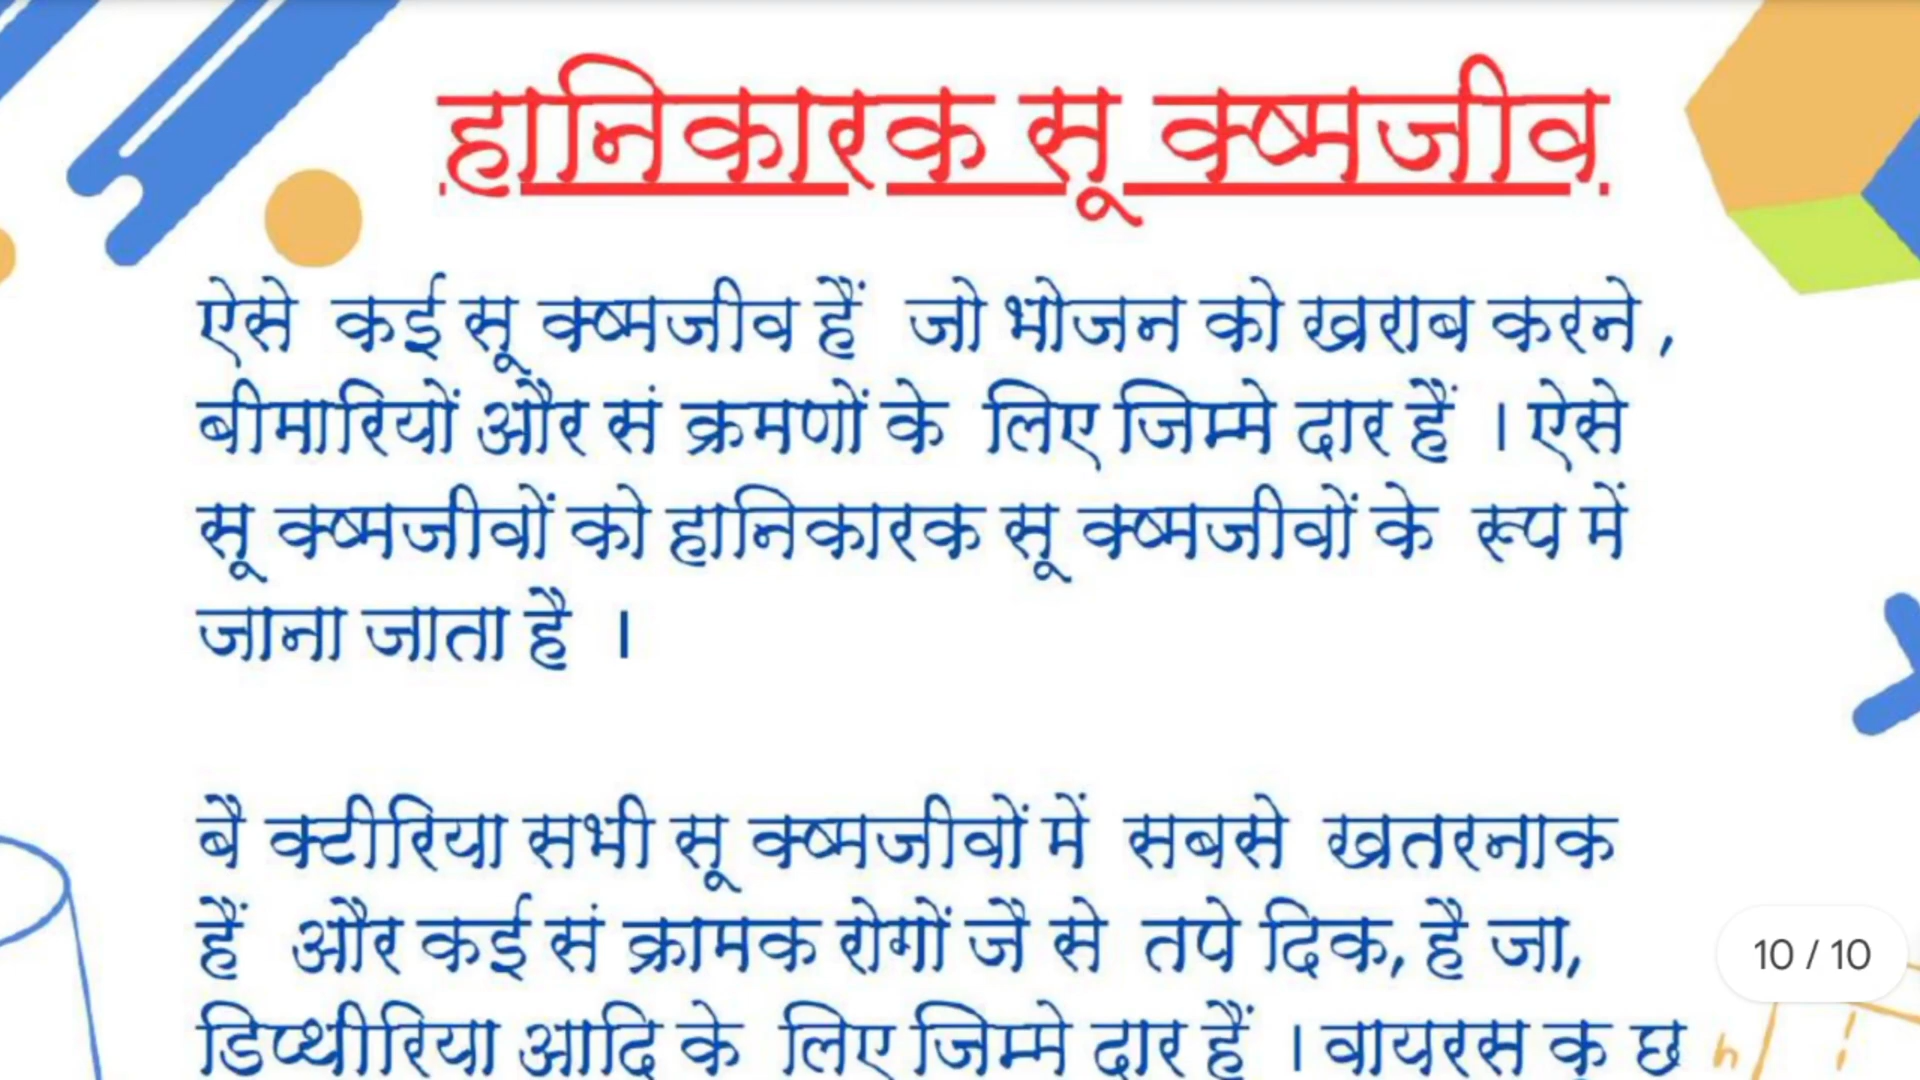 हानिकारक सू क्ष्मजीव
ऐसे कई सू क्ष्मजीव हैं जो भोजन को खराब करने ,
बीमारियों और सं क्रमणों के लिए जिम्मे दार हैं । ऐसे
सू क्ष्मजीवों को हानिकारक सू क्ष्मजीवों के रूप में
जाना जाता है ।
बै क्टीरिया सभी सू क्ष्मजीवों में सबसे खतरनाक
हैं और कई सं क्रामक रोगों जै से तपे दिक, है जा,
डिप्थीरिया आदि के लिए जिम्मे दार हैं । वायरस कु छ
10 / 10